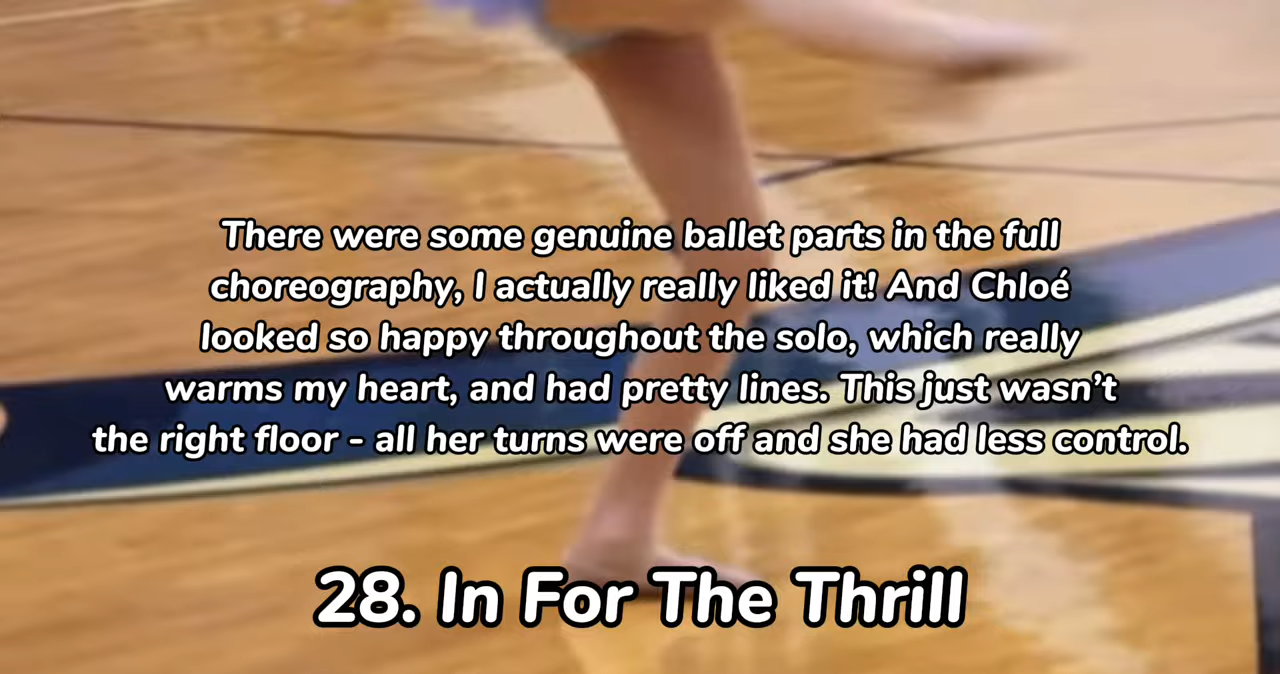 There were some genuine ballet parts in the full
choreography, I actually really liked it! And Chloé
looked so happy throughout the solo, which really
warms my heart, and had pretty lines. This just wasn’t
the right floor - all her turns were off and she had less control.
28. In For The Thrill